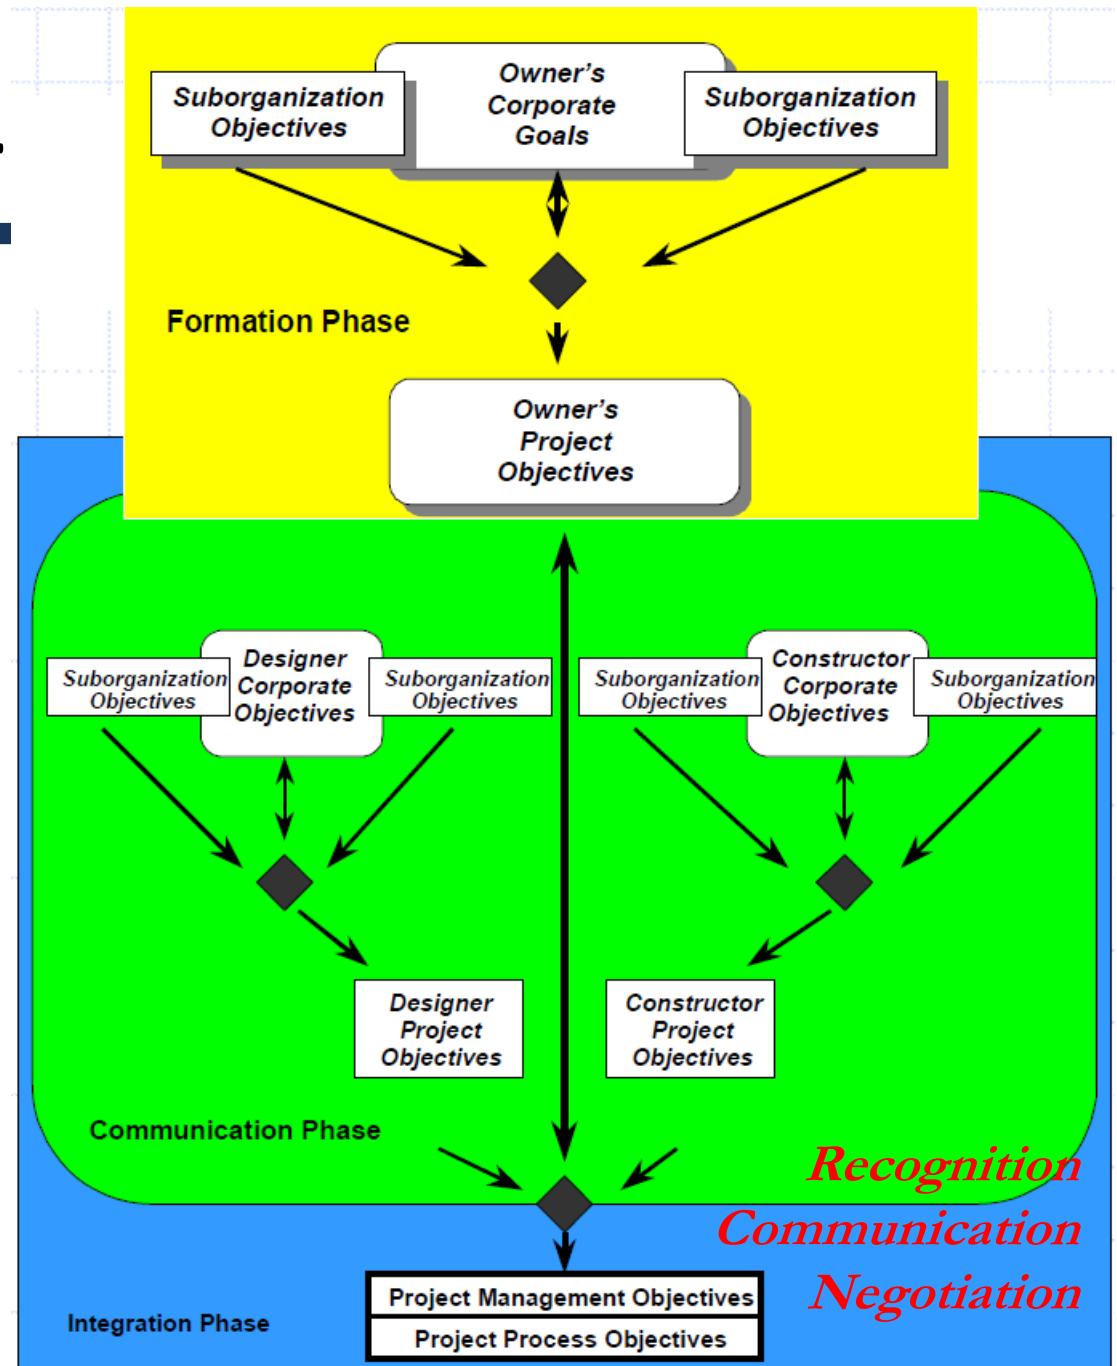 Suborganization
Objectives
Owner's
Corporate
Goals
Suborganization
Objectives
Formation Phase
Owner's
Project
Objectives
Suborganization
Objectives
Designer
Corporate
Objectives
Suborganization
Objectives
Suborganization
Objectives
Constructor
Corporate
Objectives
Suborganization
Objectives
Designer
Project
Objectives
Constructor
Project
Objectives
Communication Phase
Recognition
Communication
Negotiation
Project Management Objectives
Project Process Objectives
Integration Phase